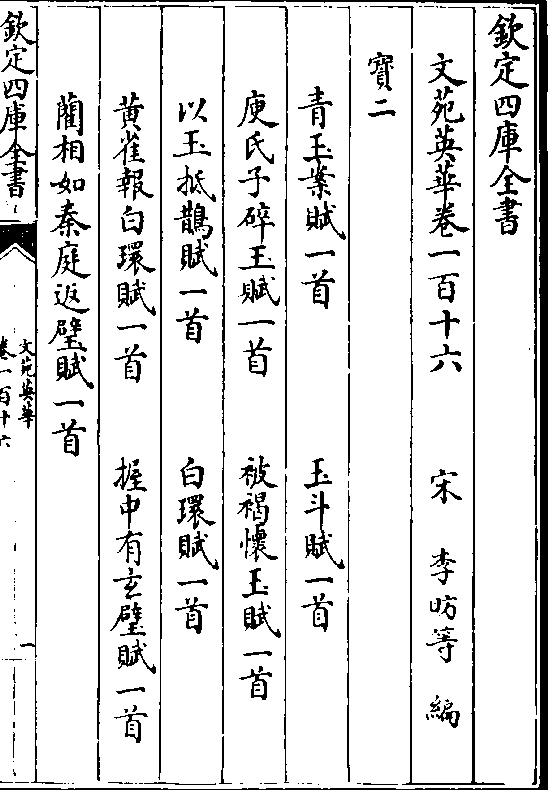 欽定四庫全書
文苑英華卷一百十六 宋 李昉等 編
寳二
青玉案賦一首 玉斗賦一首
庾氏子碎玉賦一首 被褐懷玉賦一首
以玉抵鵲賦一首 白環賦一首
黄雀報白環賦一首 握中有玄璧賦一首
藺相如秦庭返璧賦一首
欽定四庫全書
文苑英華
卷一百十六
一